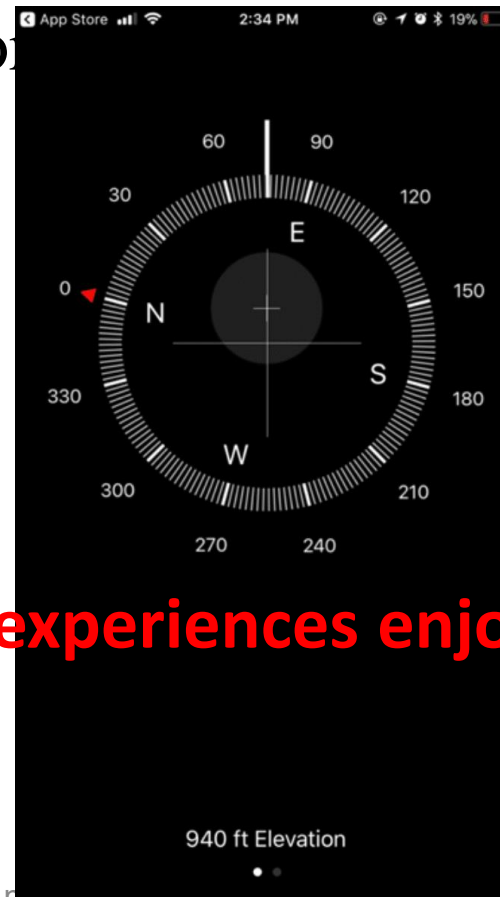 App Store 2:34 PM 19%
60 90
30 120
E
0 N 150
S
330 180
W
300 210
270 240
experiences
940 ft Elevation